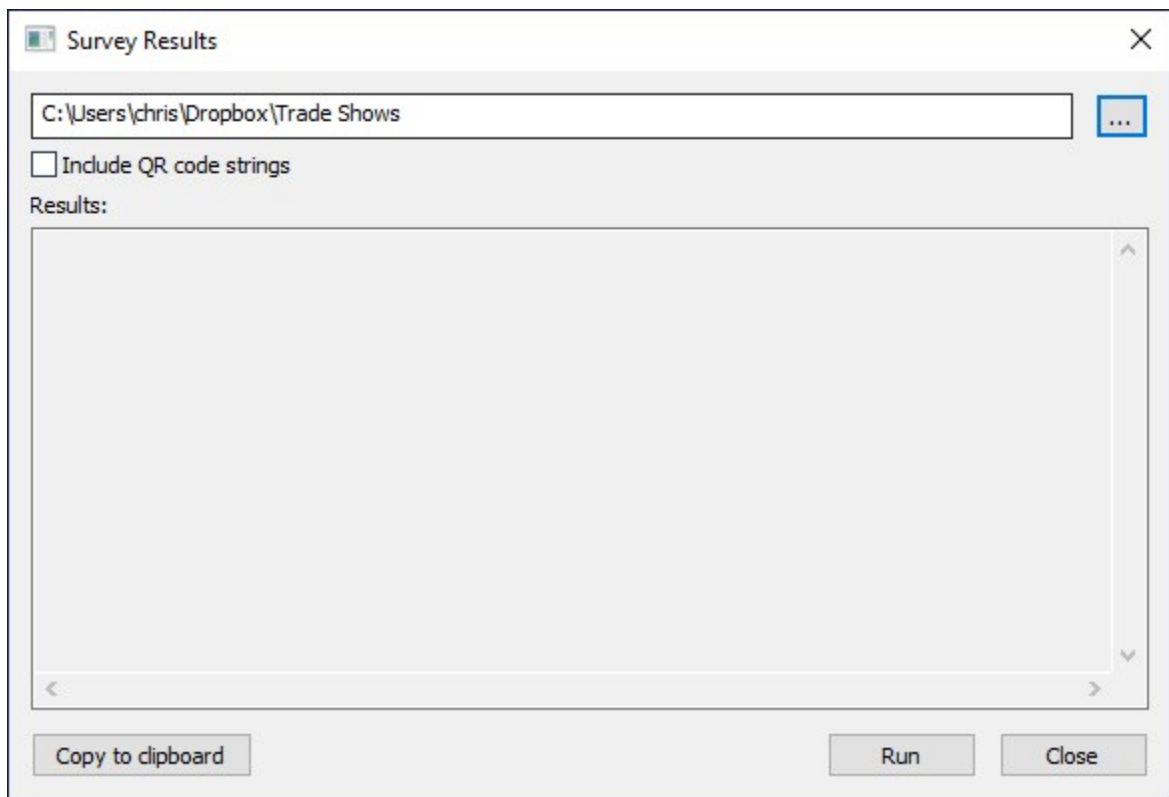 Survey Results
C:\Users\chris\Dropbox\Trade Shows
...
Include QR code strings
Results:
Copy to clipboard
Run
Close